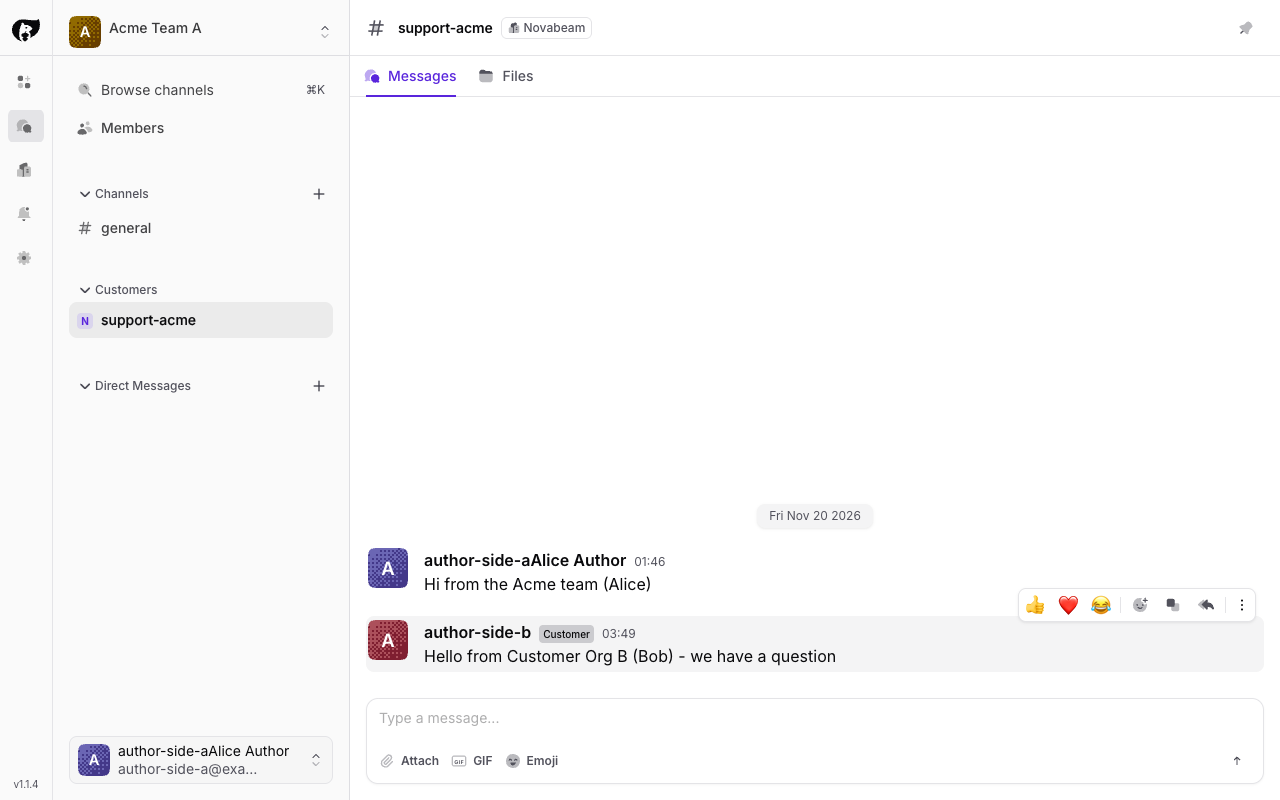 A
Acme Team A
Browse channels
⌘K
Members
Channels
general
Customers
N
support-acme
Direct Messages
A
author-side-aAlice Author
author-side-a@exa...
v1.1.4
support-acme
Novabeam
Messages
Files
Fri Nov 20 2026
A
author-side-aAlice Author 01:46
Hi from the Acme team (Alice)
A
author-side-b Customer 03:49
Hello from Customer Org B (Bob) - we have a question
Type a message...
Attach
GIF
GIF
Emoji